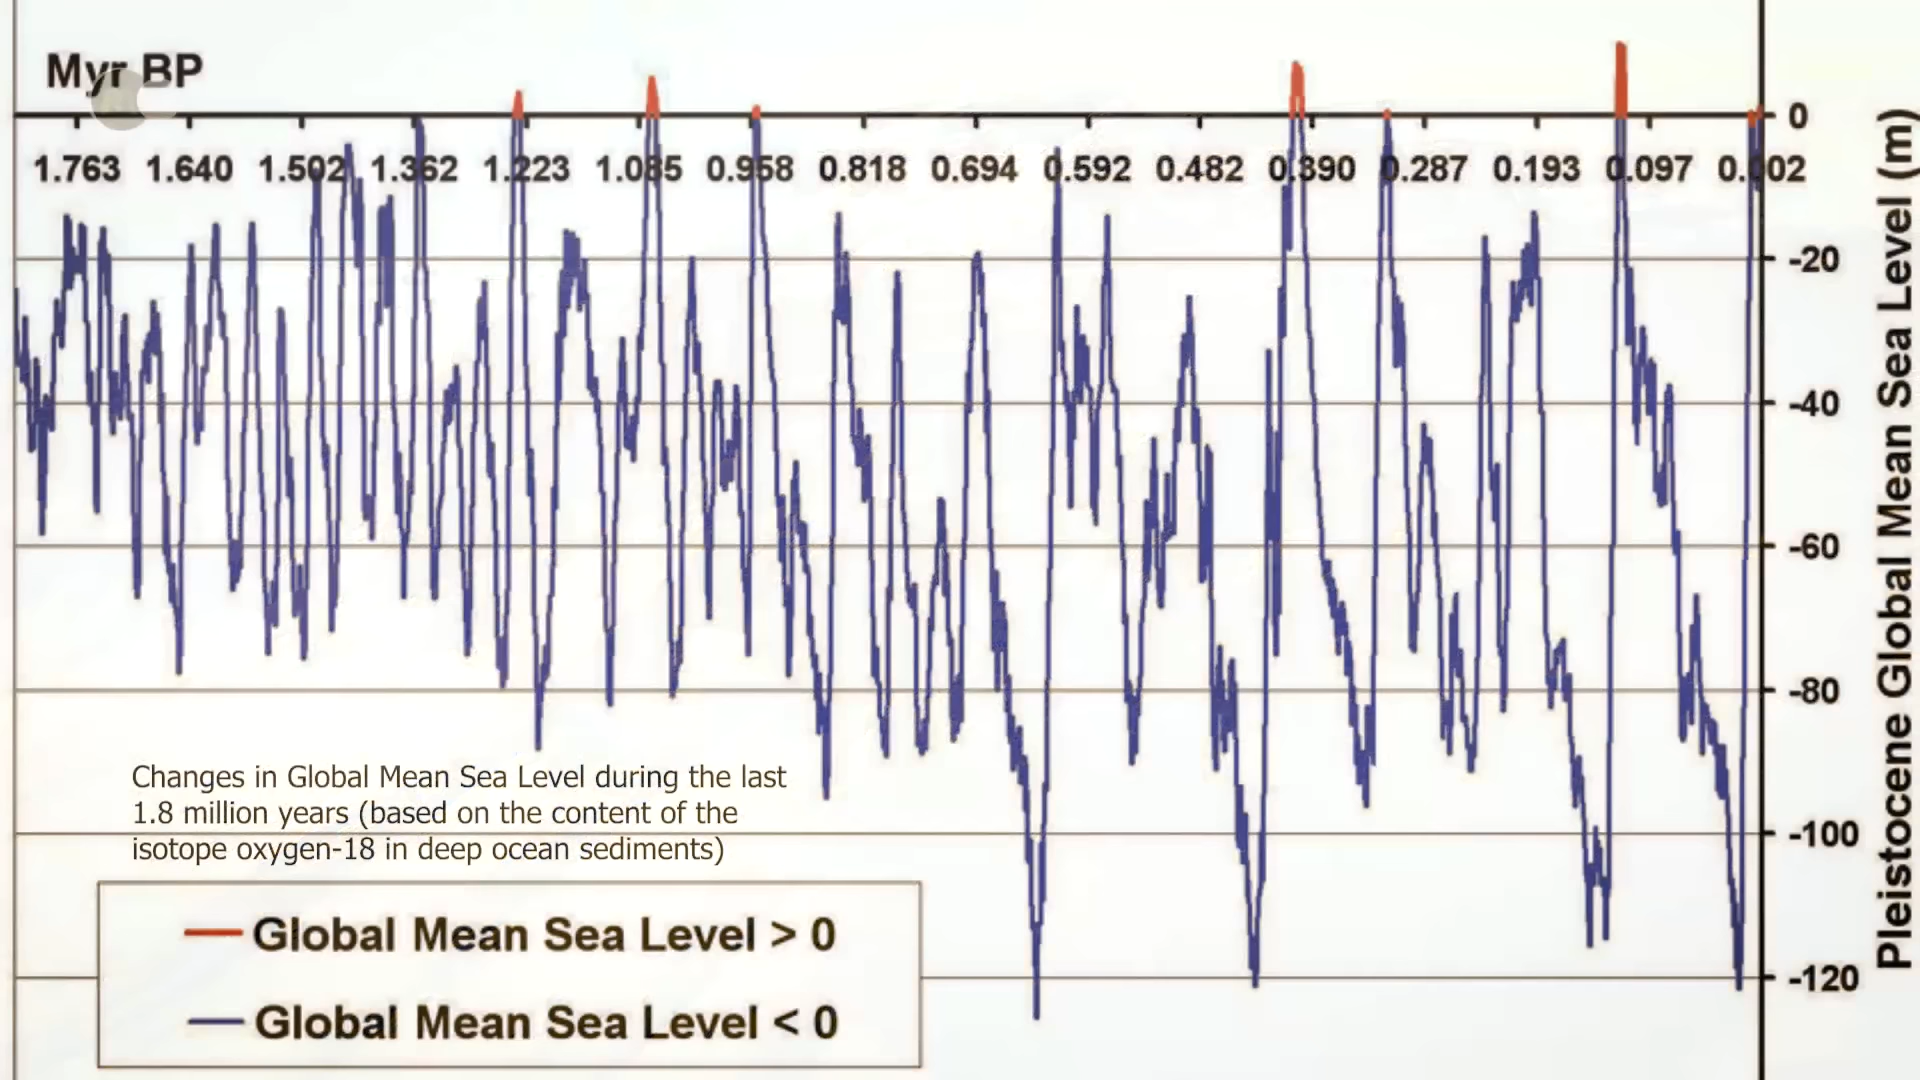 Myr BP
1.763 1.640 1.502 1.362 1.223 1.085 0.958 0.818 0.694 0.592 0.482 0.390 0.287 0.193 0.097 0.002
0
-20
-40
-60
-80
-100
-120
Pleistocene Global Mean Sea Level (m)
Changes in Global Mean Sea Level during the last
1.8 million years (based on the content of the
isotope oxygen-18 in deep ocean sediments)
Global Mean Sea Level > 0
Global Mean Sea Level < 0